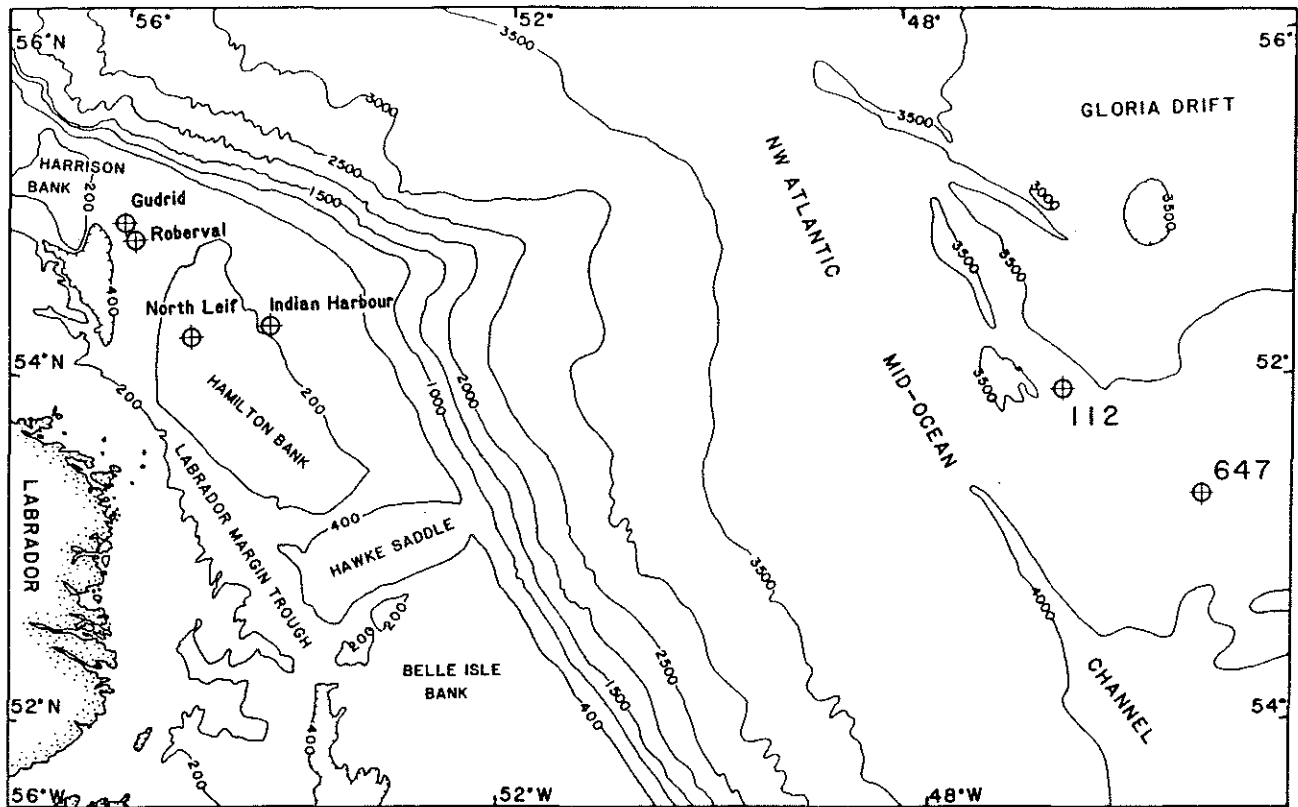 56°
52°
48°
56°N
56°
3500
3500
3000
3500
GLORIA DRIFT
2500
HARRISON
BANK
200
1500
NW ATLANTIC
3000
3500
Gudrid
Roberval
3500
3500
400
North Leif
Indian Harbour
54°N
52°
MID-OCEAN
3500
200
HAMILTON
BANK
200
1000
2000
112
647
LABRADOR
LABRADOR MARGIN TROUGH
400
HAWKE SADDLE
3500
4000
200
200
BELLE ISLE
BANK
2500
CHANNEL
52°N
54°
400
200
1500
400
56°W
52°W
48°W